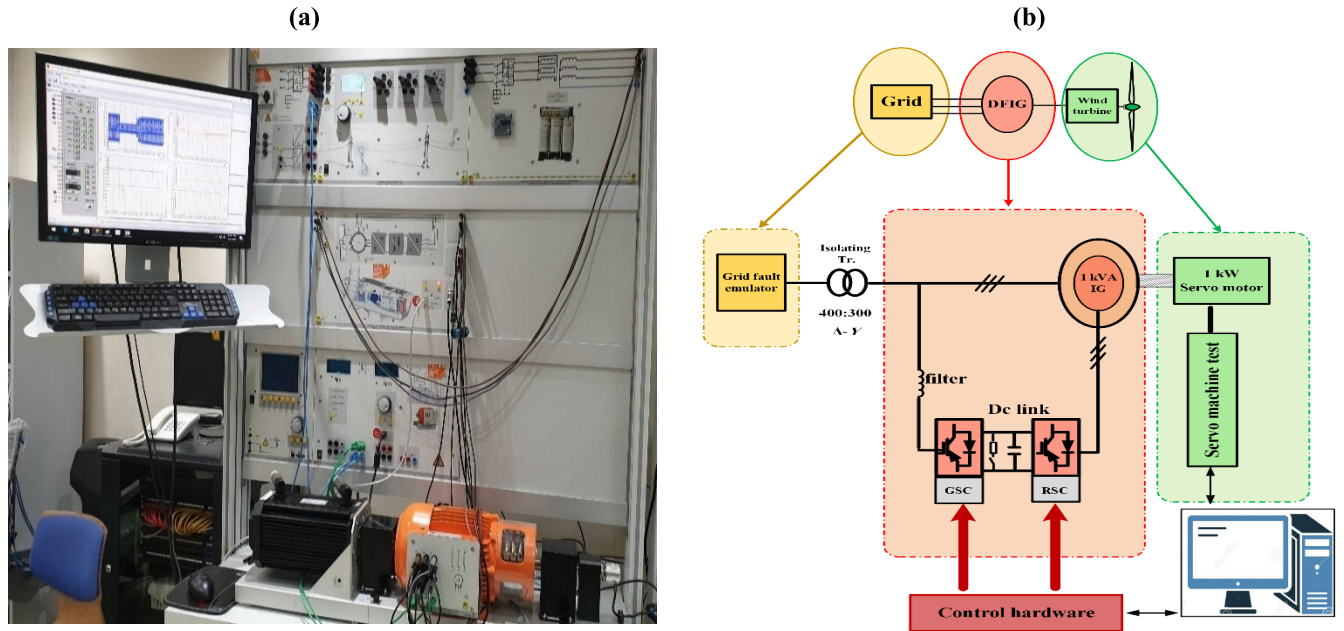 (a)
(b)
Grid
DFIG
Wind
turbine
Isolating
Tr.
Grid fault
emulator
400:300
Δ- Y
1 kVA
IG
1 kW
Servo motor
Servo machine test
filter
Dc link
GSC
RSC
Control hardware